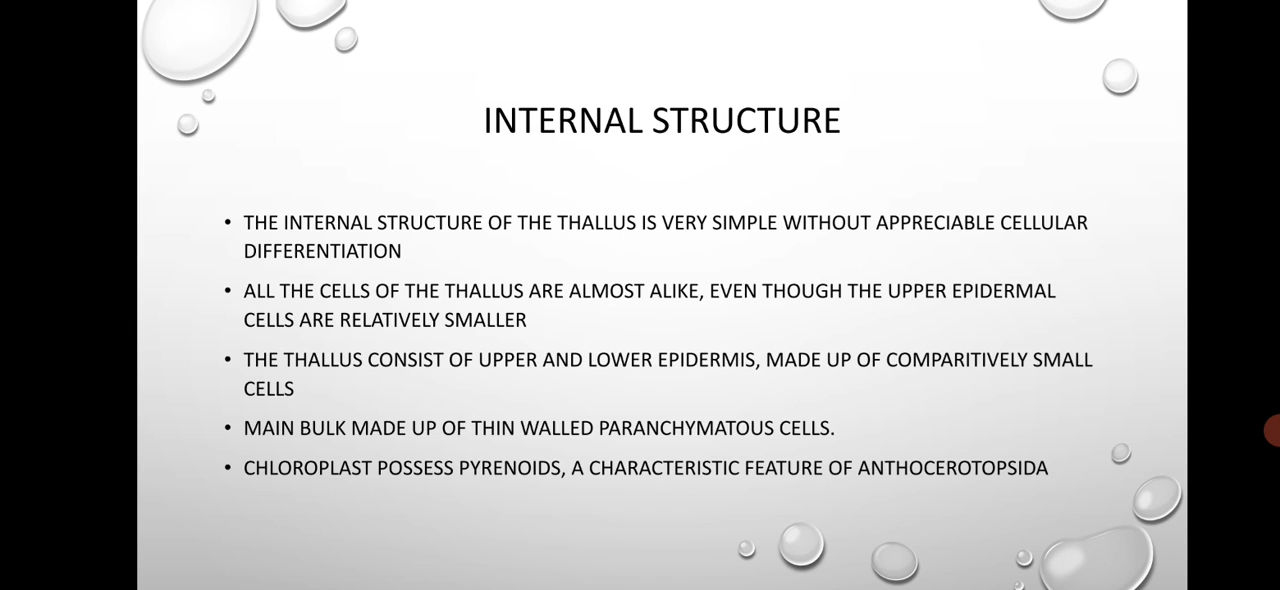 INTERNAL STRUCTURE
• THE INTERNAL STRUCTURE OF THE THALLUS IS VERY SIMPLE WITHOUT APPRECIABLE CELLULAR
DIFFERENTIATION
• ALL THE CELLS OF THE THALLUS ARE ALMOST ALIKE, EVEN THOUGH THE UPPER EPIDERMAL
CELLS ARE RELATIVELY SMALLER
• THE THALLUS CONSIST OF UPPER AND LOWER EPIDERMIS, MADE UP OF COMPARITIVELY SMALL
CELLS
• MAIN BULK MADE UP OF THIN WALLED PARANCHYMATOUS CELLS.
• CHLOROPLAST POSSESS PYRENOIDS, A CHARACTERISTIC FEATURE OF ANTHOCEROTOPSIDA